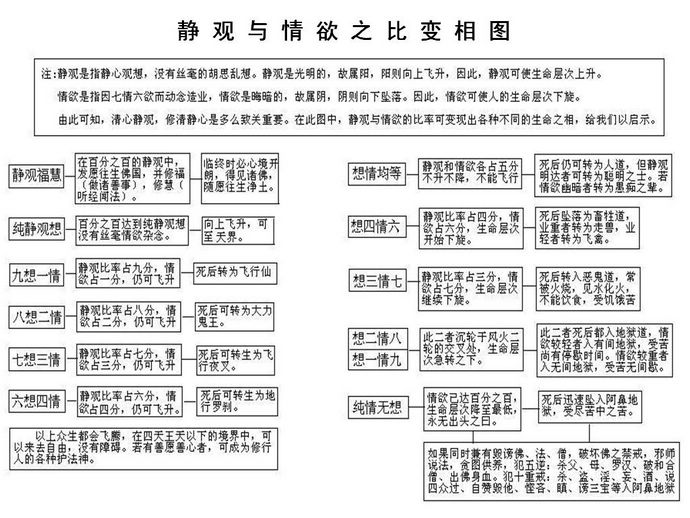 静观与情欲之比变相图
注:静观是指静心观想，没有丝毫的胡思乱想。静观是光明的，故属阳，阳则向上飞升，因此，静观可使生命层次上升。
情欲是指因七情六欲而动念造业，情欲是晦暗的，故属阴，阴则向下坠落。因此，情欲可使人的生命层次下旋。
由此可知，清心静观，修清静心是多么致关重要。在此图中，静观与情欲的比率可变现出各种不同的生命之相，给我们以启示。
静观福慧
在百分之百的静观中，
发愿往生佛国，并修福
（做诸善事），修慧（
听经闻法）。
临终时必心境开
朗，得见诸佛，
随愿往生净土。
纯静观想
百分之百达到纯静观想
没有丝毫情欲杂念。
向上飞升，可
至天界。
九想一情
静观比率占九分，情
欲占一分，仍可飞升
死后转为飞行仙
八想二情
静观比率占八分，情
欲占二分，仍可飞升
死后可转为大力
鬼王。
七想三情
静观比率占七分，情
欲占三分，仍可飞升
死后可转生为飞
行夜叉。
六想四情
静观比率占六分，情
欲占四分，仍可飞升。
死后可转生为地
行罗刹。
以上众生都会飞腾，在四天王天以下的境界中，可
以来去自由，没有障碍。若有善愿善心者，可成为修行
人的各种护法神。
想情均等
静观和情欲各占五分
不升不降，不能飞行
死后仍可转为人道，但静观
明达者可转为聪明之士。若
情欲幽暗者转为愚痴之辈。
想四情六
静观比率占四分，情
欲占六分，生命层次
开始下旋。
死后坠落为畜牲道，
业重者转为走兽，业
轻者转为飞禽。
想三情七
静观比率占三分，情
欲占七分，生命层次
继续下旋。
死后转入恶鬼道，常
被火烧，见水化火，
不能饮食，受饥饿苦
想二情八
想一情九
此二者沉轮于风火二
轮的交叉处，生命层
次急转之下。
此二者死后都入地狱道，情
欲较轻者入有间地狱，受苦
尚有停歇时间。情欲较重者
入无间地狱，受苦无间歇。
纯情无想
情欲已达百分之百，
生命层次降至最低，
永无出头之日。
死后迅速坠入阿鼻地
狱，受尽苦中之苦。
如果同时兼有毁谤佛、法、僧，破坏佛之禁戒，邪师
说法，贪图供养，犯五逆：杀父、母、罗汉、破和合
僧、出佛身血。犯十重戒：杀、盗、淫、妄、酒、说
四众过、自赞毁他、悭吝、瞋、谤三宝等入阿鼻地狱